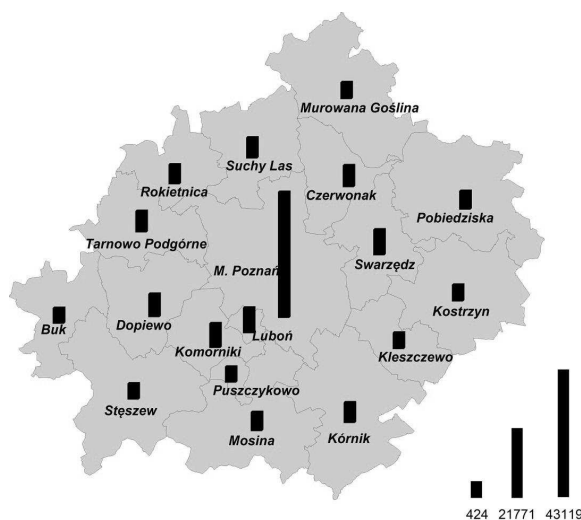 Murowana Goślina
Suchy Las
Rokietnica
Czerwonak
Pobiedziska
Tarnowo Podgórne
Swarzędz
M. Poznań
Kostrzyn
Buk
Dopiewo
Luboń
Komorniki
Kleszczewo
Puszczykowo
Stęszew
Mosina
Kórnik
424 21771 43119